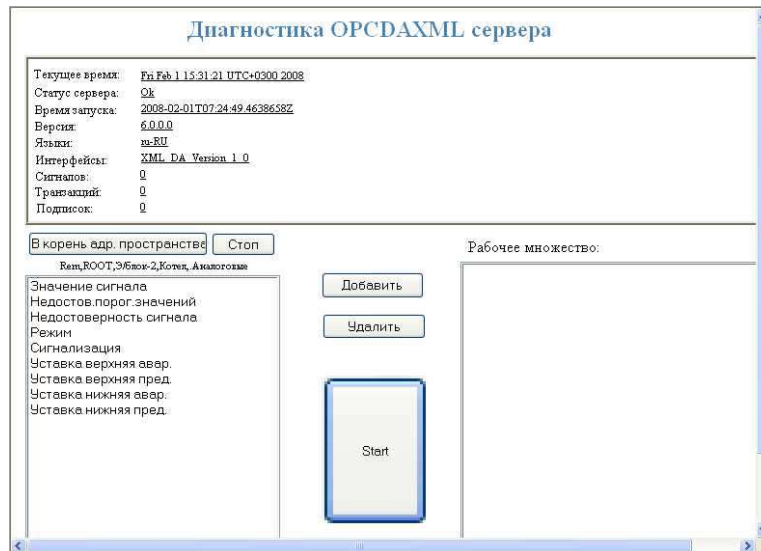 Диагностика OPCDAXML сервера
Текущее время: Fri Feb 1 15:31:21 UTC+0300 2008
Статус сервера: Ok
Время запуска: 2008-02-01T07:24:49.4638658Z
Версия: 6.0.0.0
Языки: ru-RU
Интерфейсы: XML_DA_Version_1_0
Сигналов: 0
Транзакций: 0
Подписок: 0
В корень адр. пространства Стоп
Рабочее множество:
Rem,ROOT,Э/блок-2,Котел,Аналоговые
Значение сигнала
Недостов.порог.значений
Недостоверность сигнала
Режим
Сигнализация
Уставка верхняя авар.
Уставка верхняя пред.
Уставка нижняя авар.
Уставка нижняя пред.
Добавить
Удалить
Start